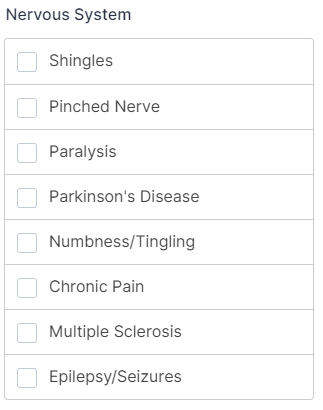 Nervous System
Shingles
Pinched Nerve
Paralysis
Parkinson's Disease
Numbness/Tingling
Chronic Pain
Multiple Sclerosis
Epilepsy/Seizures